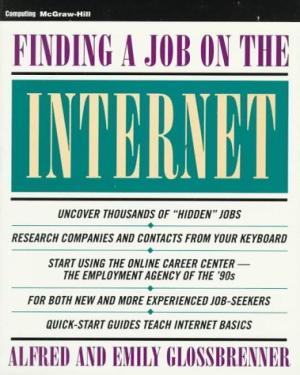 Computing McGraw-Hill
FINDING A JOB ON THE
INTERNET
UNCOVER THOUSANDS OF "HIDDEN" JOBS
RESEARCH COMPANIES AND CONTACTS FROM YOUR KEYBOARD
START USING THE ONLINE CAREER CENTER —
THE EMPLOYMENT AGENCY OF THE '90s
FOR BOTH NEW AND MORE EXPERIENCED JOB-SEEKERS
QUICK-START GUIDES TEACH INTERNET BASICS
ALFRED AND EMILY GLOSSBRENNER